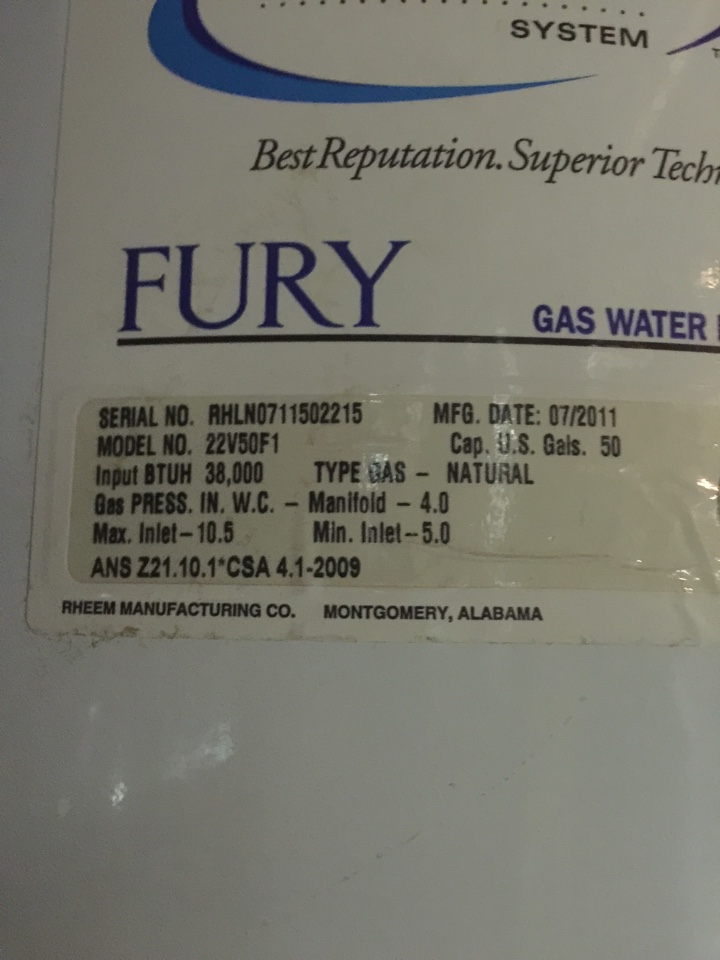 SYSTEM
Best Reputation. Superior
FURY
GAS WATER
SERIAL NO. RHLN0711502215 MFG. DATE: 07/2011
MODEL NO. 22V50F1 Cap. U.S. Gals. 50
Input BTUH 38,000 TYPE GAS – NATURAL
Gas PRESS. IN. W.C. – Manifold – 4.0
Max. Inlet–10.5 Min. Inlet–5.0
ANS Z21.10.1*CSA 4.1-2009
RHEEM MANUFACTURING CO. MONTGOMERY, ALABAMA